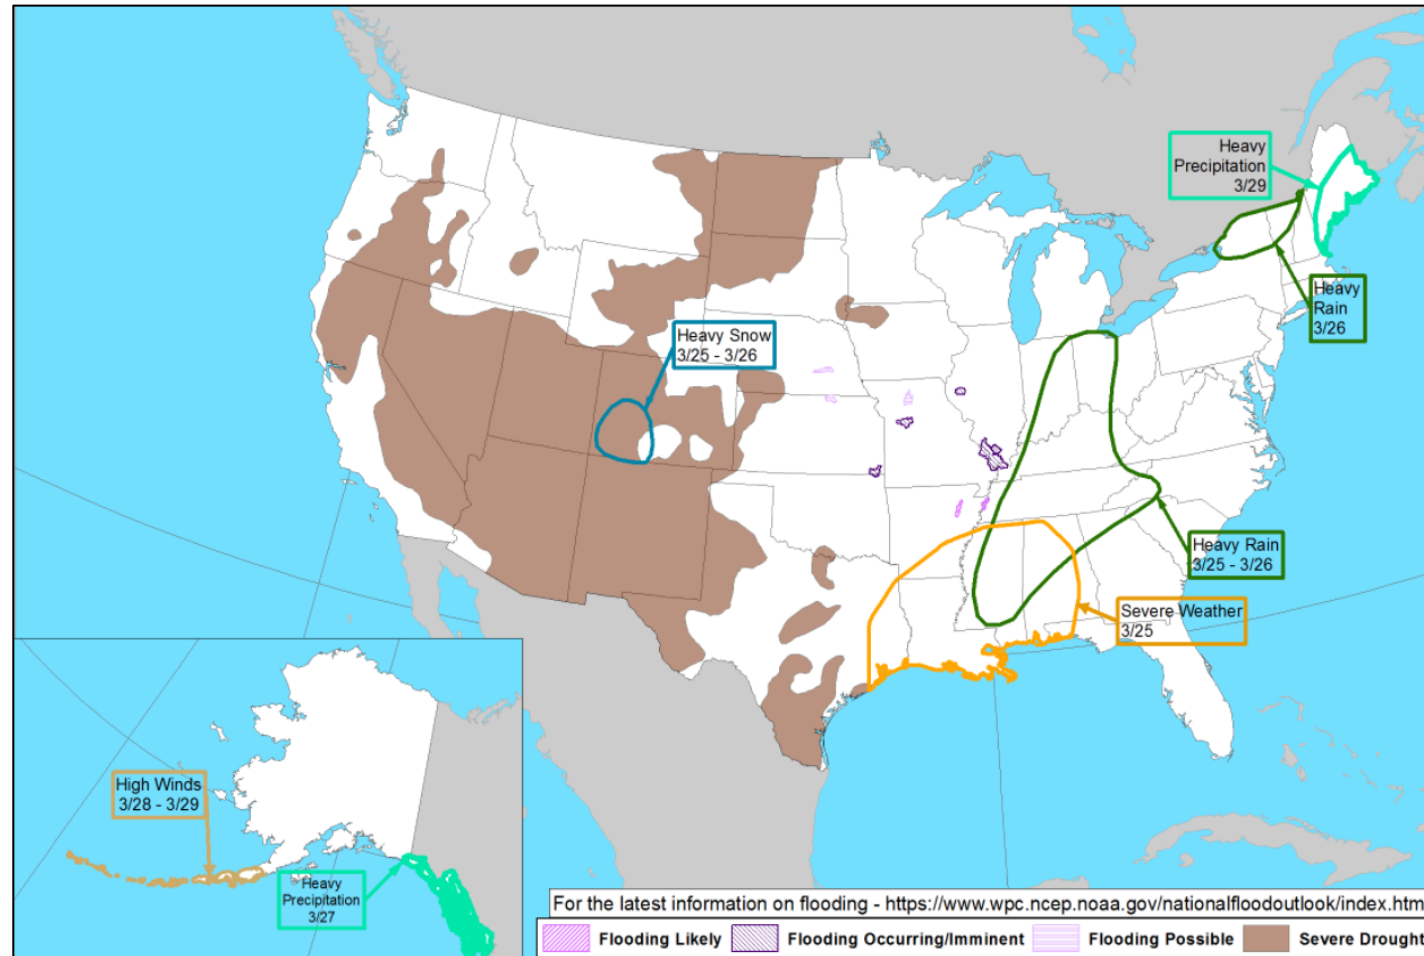 Heavy
Precipitation
3/29
Heavy
Rain
3/26
Heavy Snow
3/25 - 3/26
Heavy Rain
3/25 - 3/26
Severe Weather
3/25
High Winds
3/28 - 3/29
Heavy
Precipitation
3/27
For the latest information on flooding - https://www.wpc.ncep.noaa.gov/nationalfloodoutlook/index.htm
Flooding Likely
Flooding Occurring/Imminent
Flooding Possible
Severe Drought